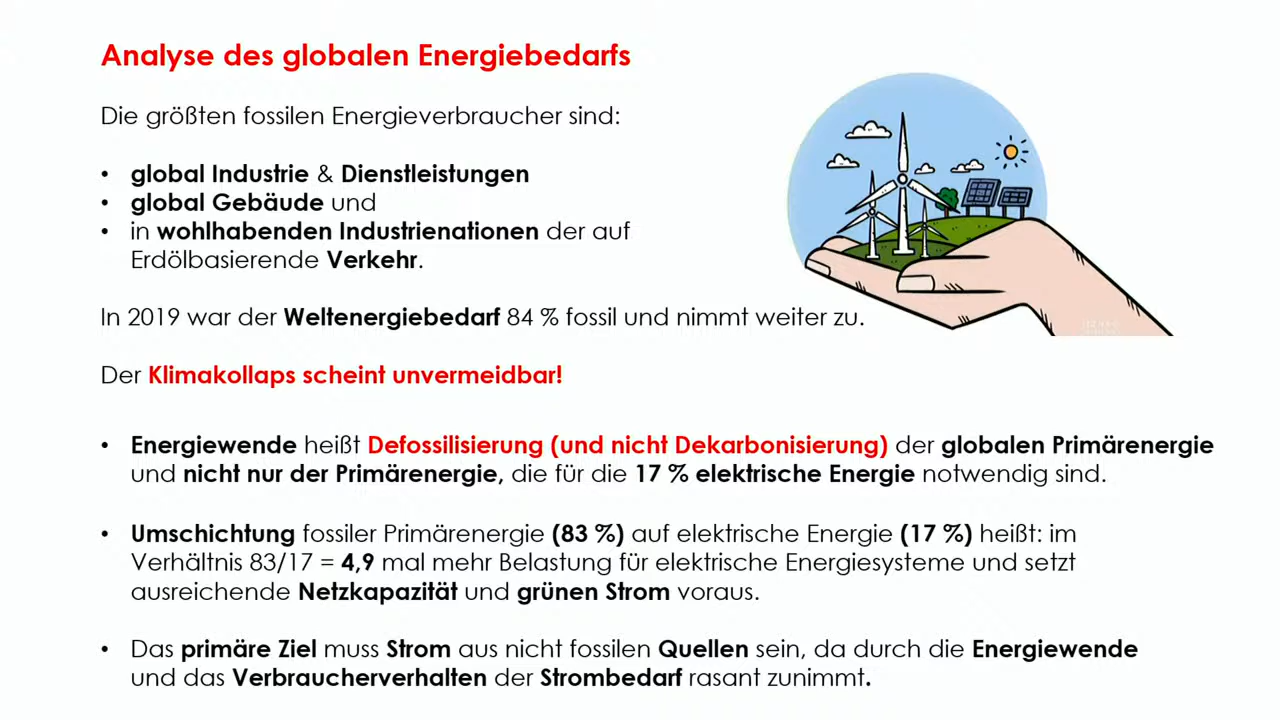 Analyse des globalen Energiebedarfs
Die größten fossilen Energieverbraucher sind:
• global Industrie & Dienstleistungen
• global Gebäude und
• in wohlhabenden Industrienationen der auf
Erdölbasierende Verkehr.
In 2019 war der Weltenergiebedarf 84 % fossil und nimmt weiter zu.
Der Klimakollaps scheint unvermeidbar!
• Energiewende heißt Defossilisierung (und nicht Dekarbonisierung) der globalen Primärenergie
und nicht nur der Primärenergie, die für die 17 % elektrische Energie notwendig sind.
• Umschichtung fossiler Primärenergie (83 %) auf elektrische Energie (17 %) heißt: im
Verhältnis 83/17 = 4,9 mal mehr Belastung für elektrische Energiesysteme und setzt
ausreichende Netzkapazität und grünen Strom voraus.
• Das primäre Ziel muss Strom aus nicht fossilen Quellen sein, da durch die Energiewende
und das Verbraucherverhalten der Strombedarf rasant zunimmt.